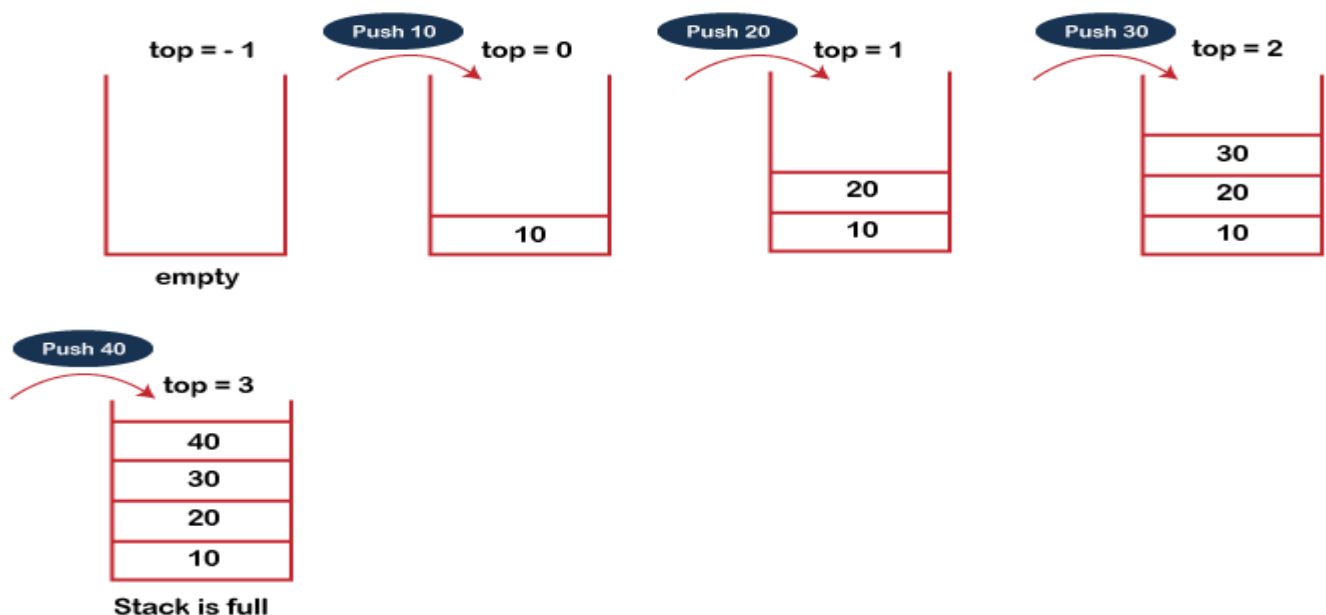 top = - 1
empty
Push 10
top = 0
10
Push 20
top = 1
20
10
Push 30
top = 2
30
20
10
Push 40
top = 3
40
30
20
10
Stack is full